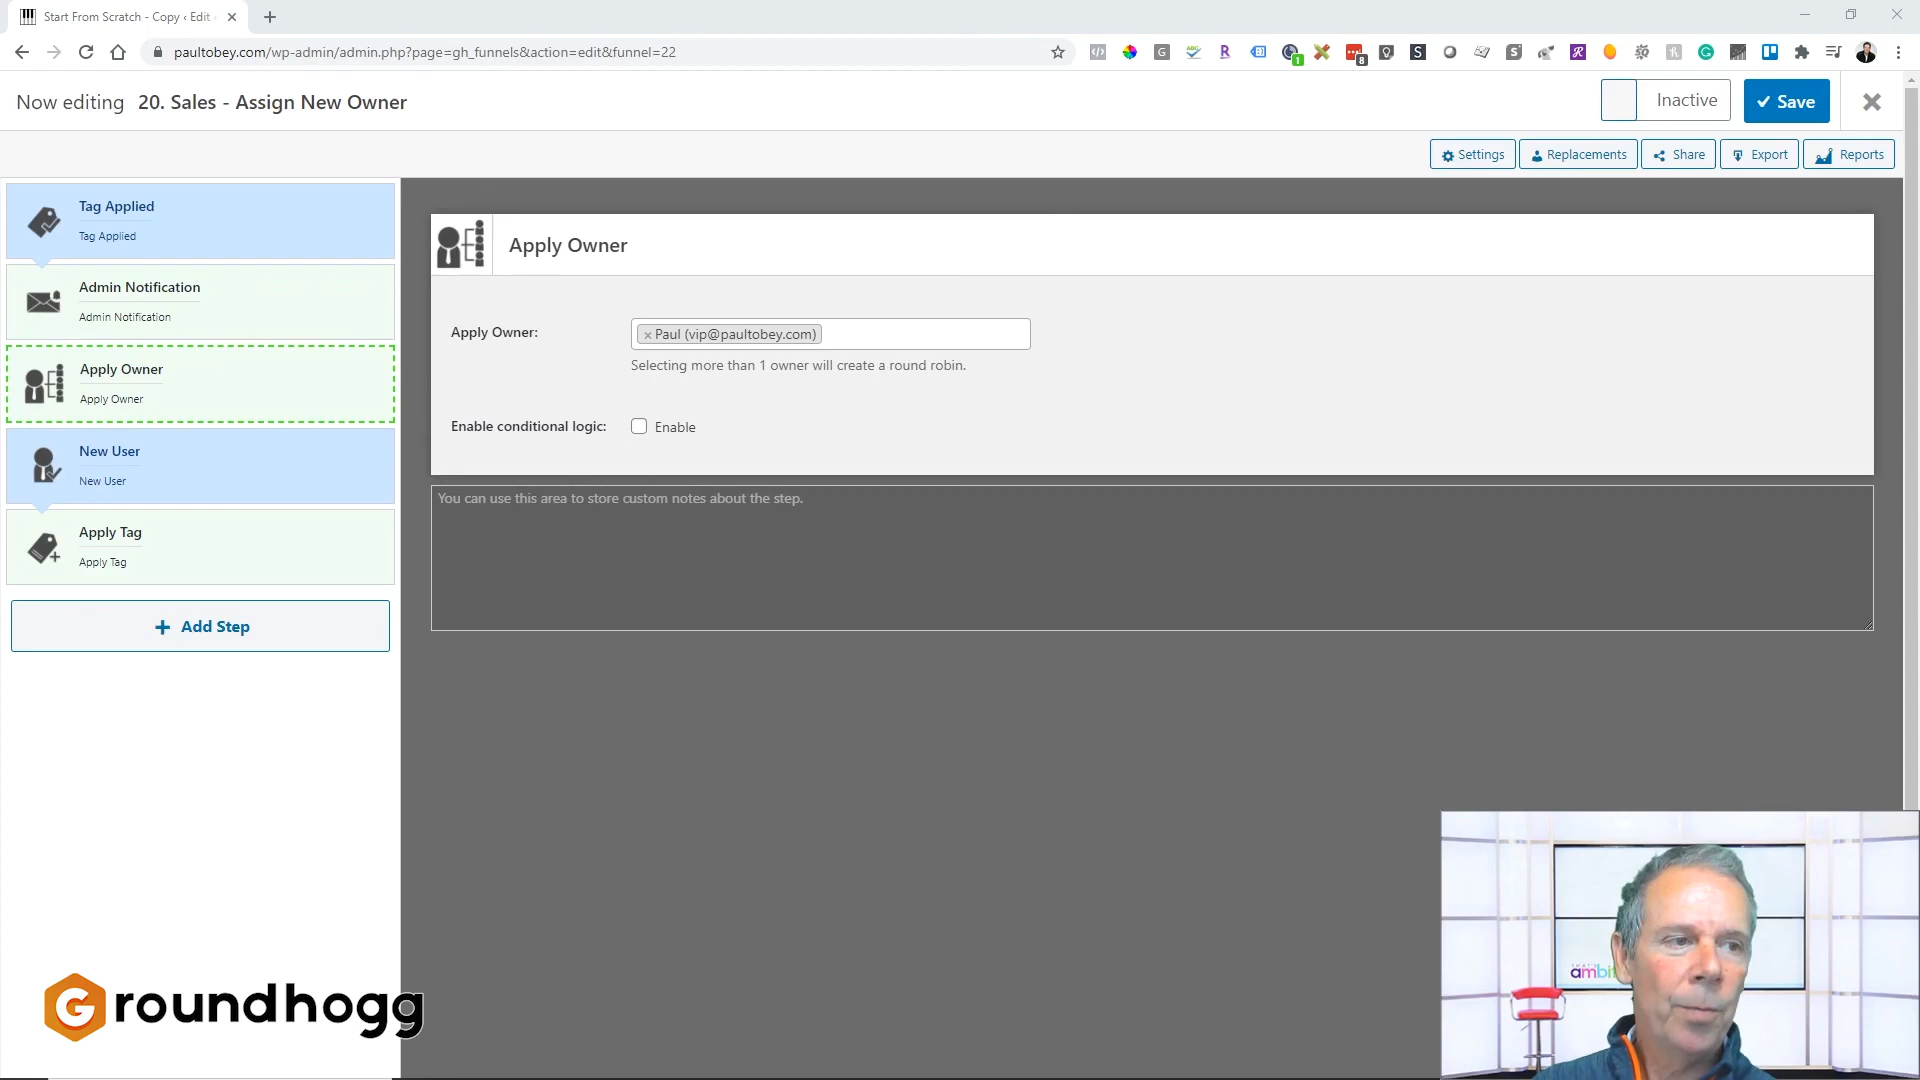 Start From Scratch - Copy ‹ Edit
paultobey.com/wp-admin/admin.php?page=gh_funnels&action=edit&funnel=22
Now editing 20. Sales - Assign New Owner
Inactive
Save
Settings
Replacements
Share
Export
Reports
Tag Applied
Tag Applied
Admin Notification
Admin Notification
Apply Owner
Apply Owner
New User
New User
Apply Tag
Apply Tag
+ Add Step
Apply Owner
Apply Owner:
× Paul (vip@paultobey.com)
Selecting more than 1 owner will create a round robin.
Enable conditional logic:
Enable
You can use this area to store custom notes about the step.
Groundhogg
ambit